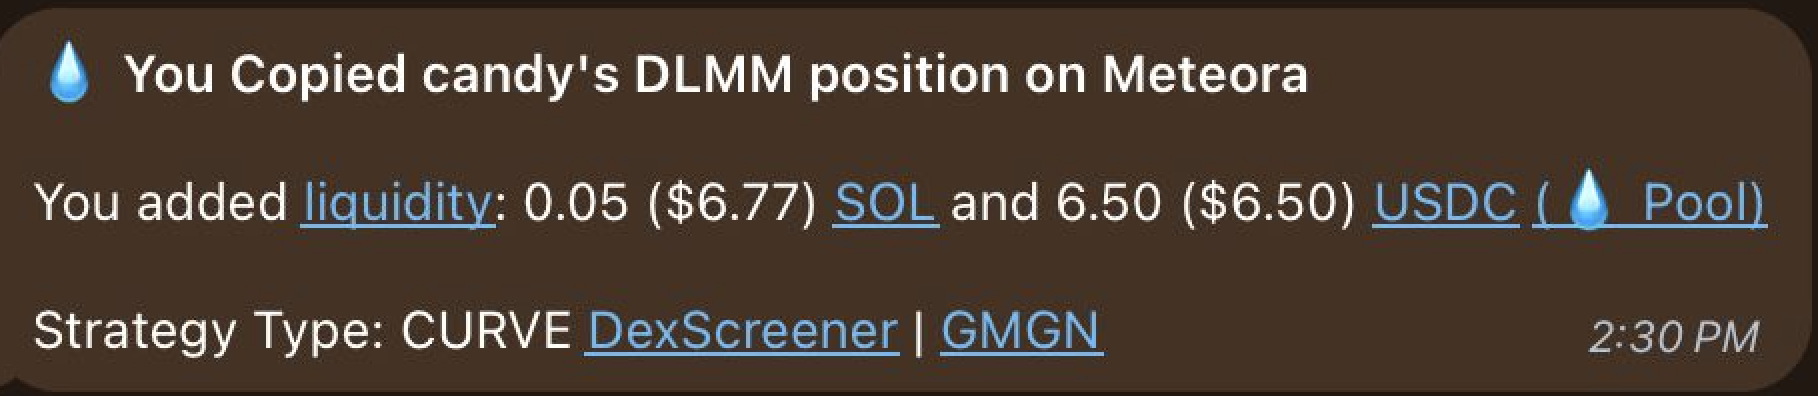 💧 You Copied candy's DLMM position on Meteora
You added liquidity: 0.05 ($6.77) SOL and 6.50 ($6.50) USDC (💧 Pool)
Strategy Type: CURVE DexScreener | GMGN
2:30 PM